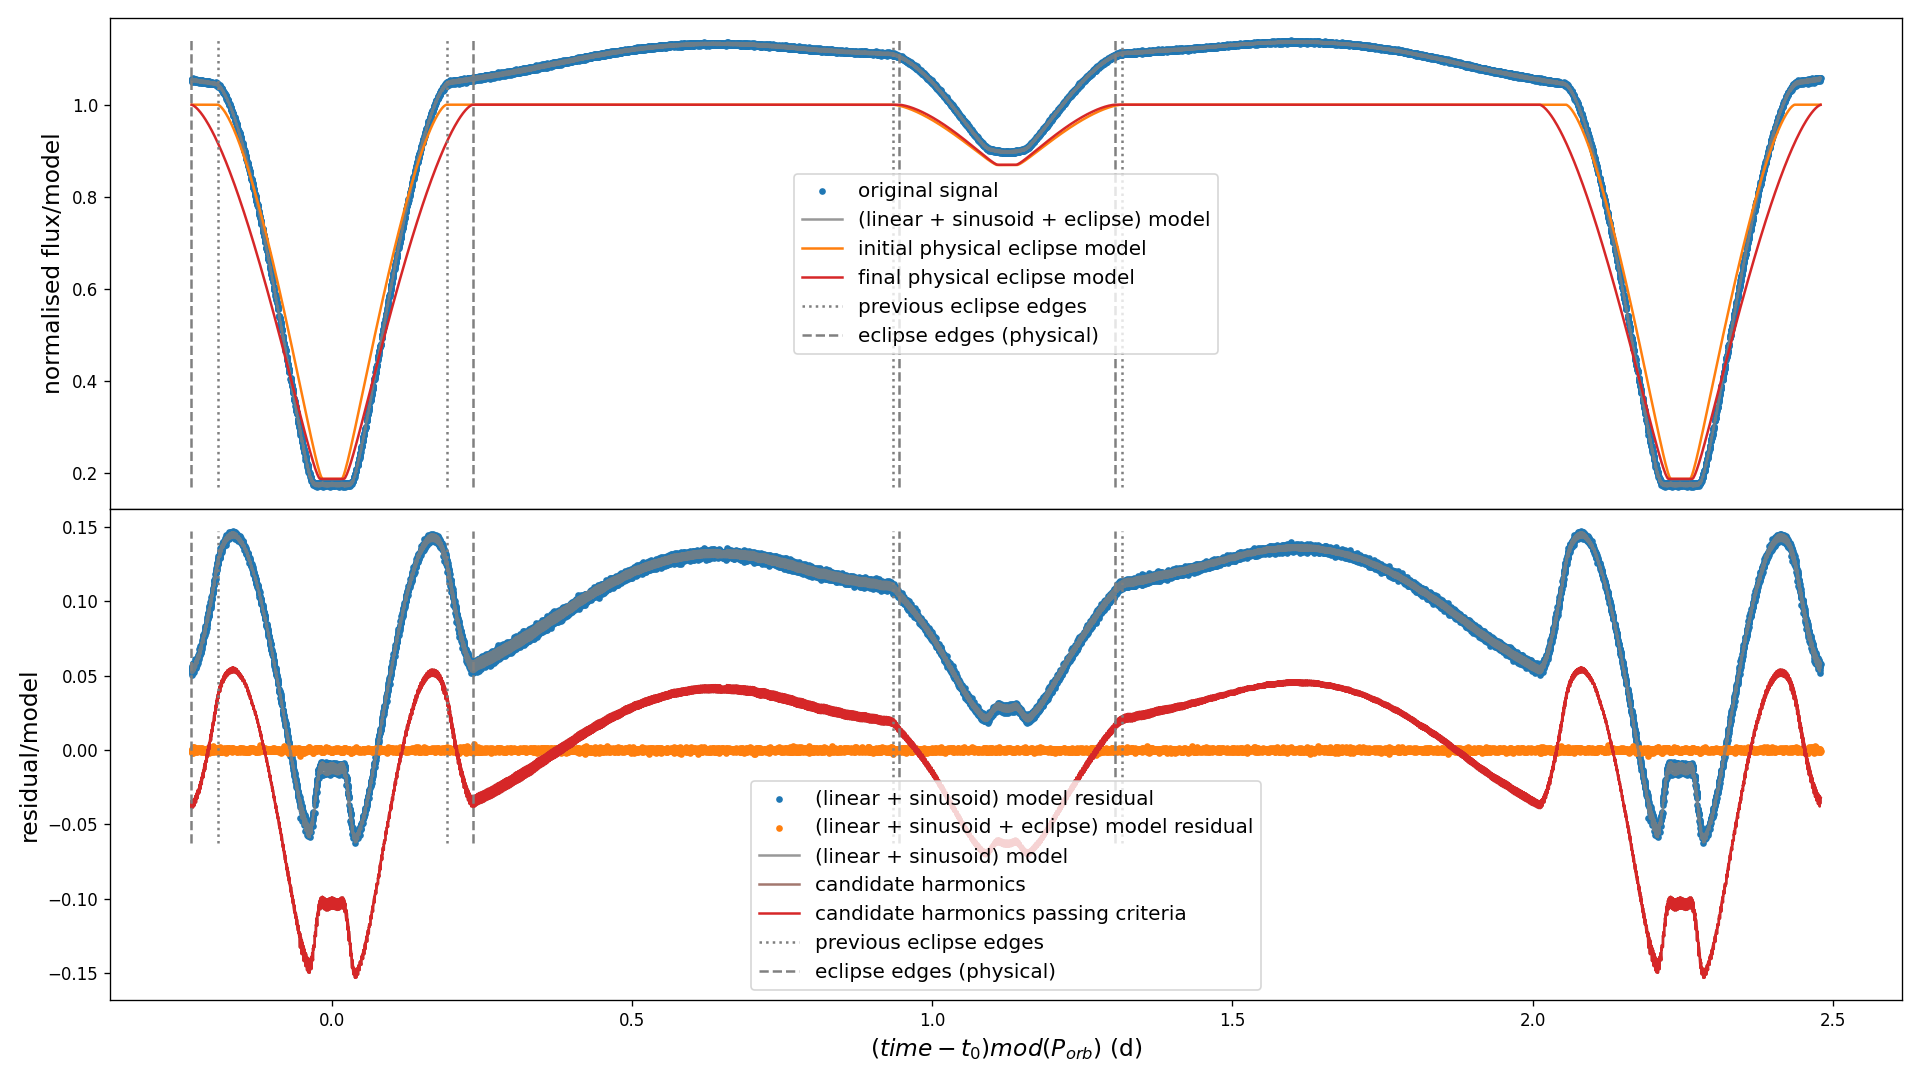 normalised flux/model
1.0
0.8
0.6
0.4
0.2
original signal
(linear + sinusoid + eclipse) model
initial physical eclipse model
final physical eclipse model
previous eclipse edges
eclipse edges (physical)
residual/model
0.15
0.10
0.05
0.00
−0.05
−0.10
−0.15
(linear + sinusoid) model residual
(linear + sinusoid + eclipse) model residual
(linear + sinusoid) model
candidate harmonics
candidate harmonics passing criteria
previous eclipse edges
eclipse edges (physical)
0.0 0.5 1.0 1.5 2.0 2.5
(time − t₀)mod(Pₒᵣb) (d)